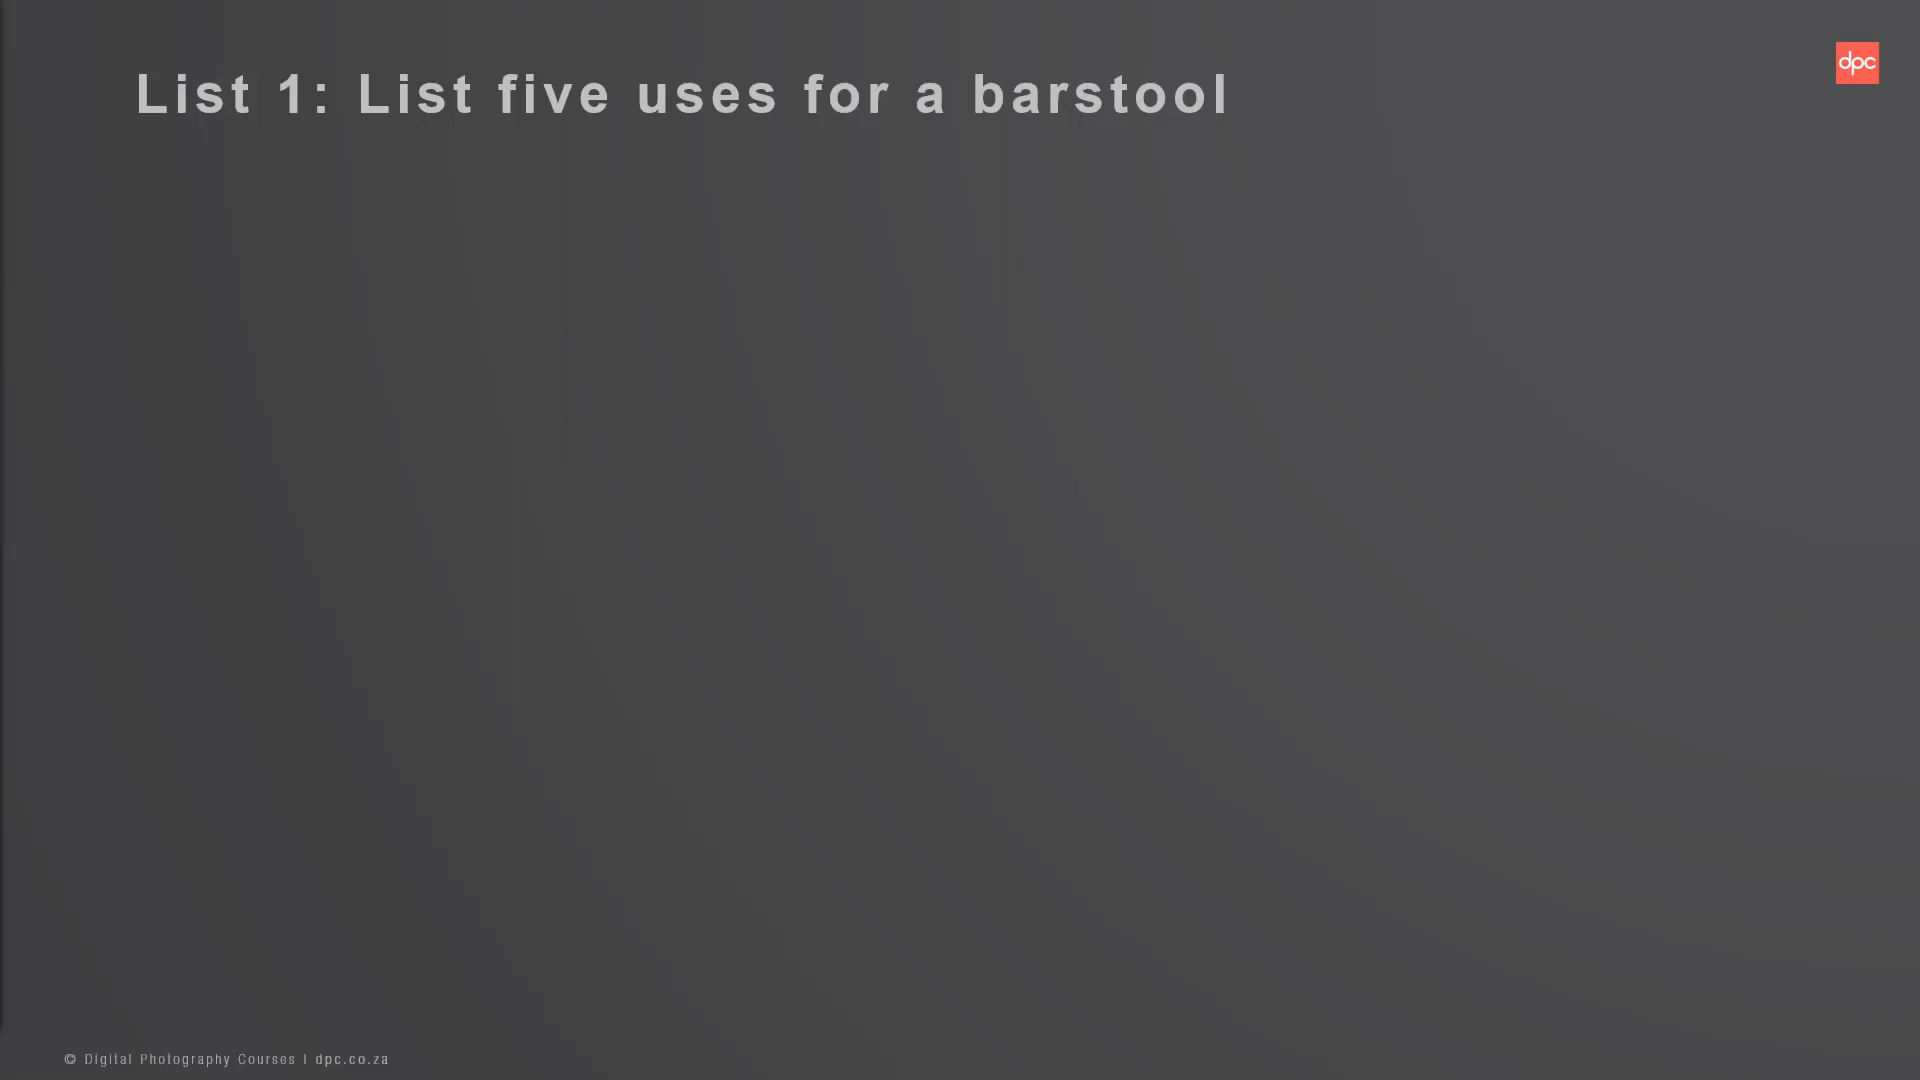 List 1: List five uses for a barstool
dpc
© Digital Photography Courses | dpc.co.za